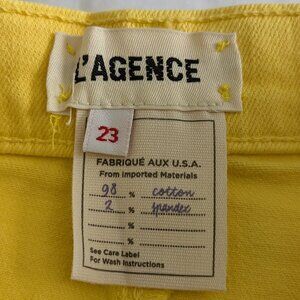 L'AGENCE
23
FABRIQUÉ AUX U.S.A.
From Imported Materials
98 % cotton
2 % spandex
%
%
See Care Label
For Wash Instructions